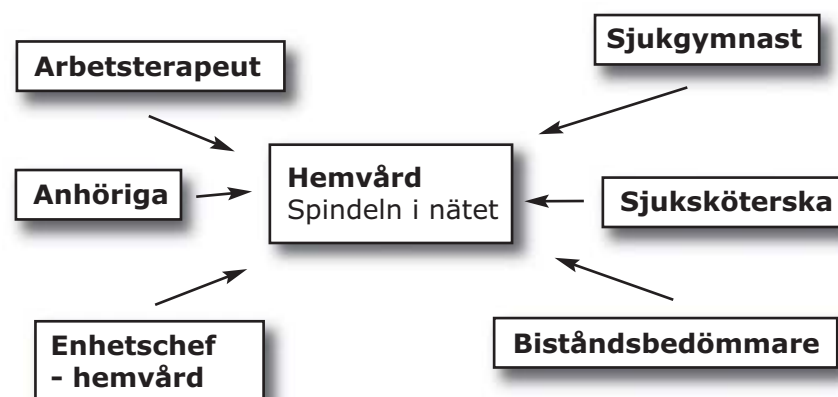 Arbetsterapeut
Sjukgymnast
Anhöriga
Hemvård
Spindeln i nätet
Sjuksköterska
Enhetschef
- hemvård
Biståndsbedömmare